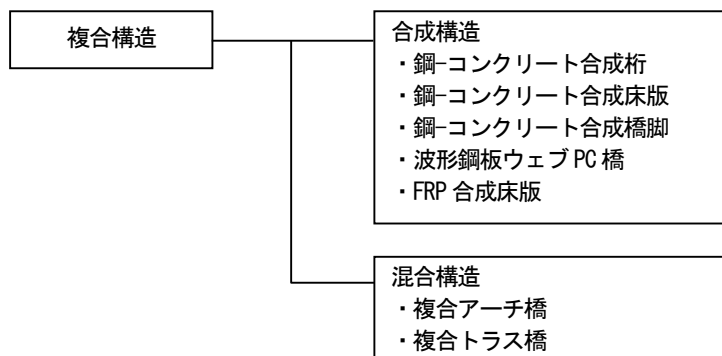 複合構造
合成構造
・鋼-コンクリート合成桁
・鋼-コンクリート合成床版
・鋼-コンクリート合成橋脚
・波形鋼板ウェブ PC 橋
・FRP 合成床版
混合構造
・複合アーチ橋
・複合トラス橋